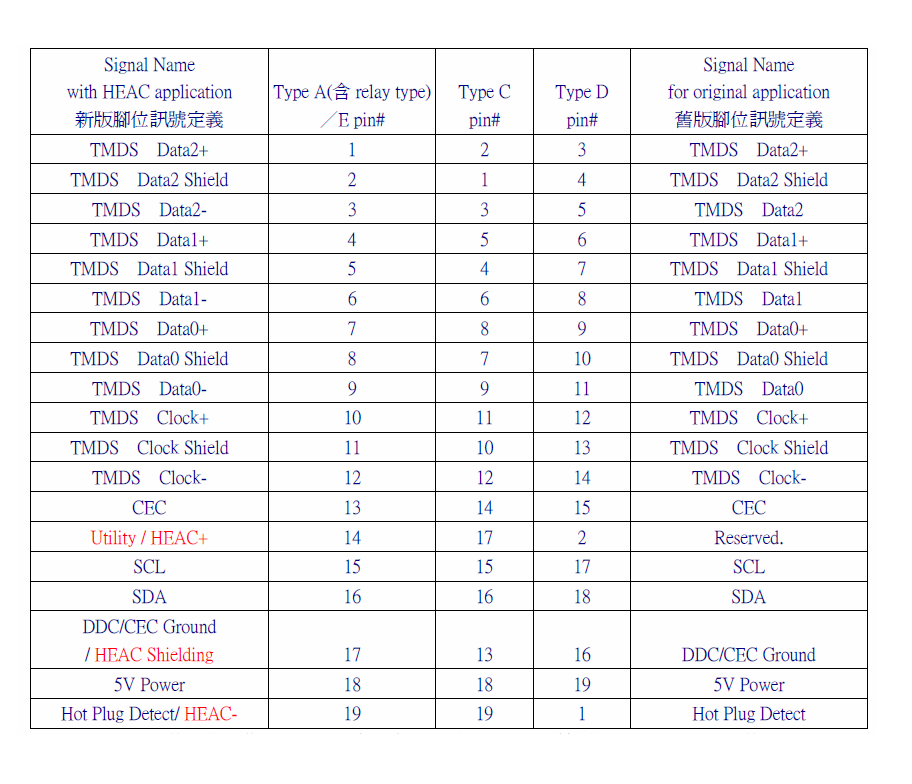 Signal Name
with HEAC application
新版腳位訊號定義
Type A(含 relay type)
／E pin#
Type C
pin#
Type D
pin#
Signal Name
for original application
舊版腳位訊號定義
TMDS Data2+ 1 2 3 TMDS Data2+
TMDS Data2 Shield 2 1 4 TMDS Data2 Shield
TMDS Data2- 3 3 5 TMDS Data2
TMDS Data1+ 4 5 6 TMDS Data1+
TMDS Data1 Shield 5 4 7 TMDS Data1 Shield
TMDS Data1- 6 6 8 TMDS Data1
TMDS Data0+ 7 8 9 TMDS Data0+
TMDS Data0 Shield 8 7 10 TMDS Data0 Shield
TMDS Data0- 9 9 11 TMDS Data0
TMDS Clock+ 10 11 12 TMDS Clock+
TMDS Clock Shield 11 10 13 TMDS Clock Shield
TMDS Clock- 12 12 14 TMDS Clock-
CEC 13 14 15 CEC
Utility / HEAC+ 14 17 2 Reserved.
SCL 15 15 17 SCL
SDA 16 16 18 SDA
DDC/CEC Ground
/ HEAC Shielding 17 13 16 DDC/CEC Ground
5V Power 18 18 19 5V Power
Hot Plug Detect/ HEAC- 19 19 1 Hot Plug Detect